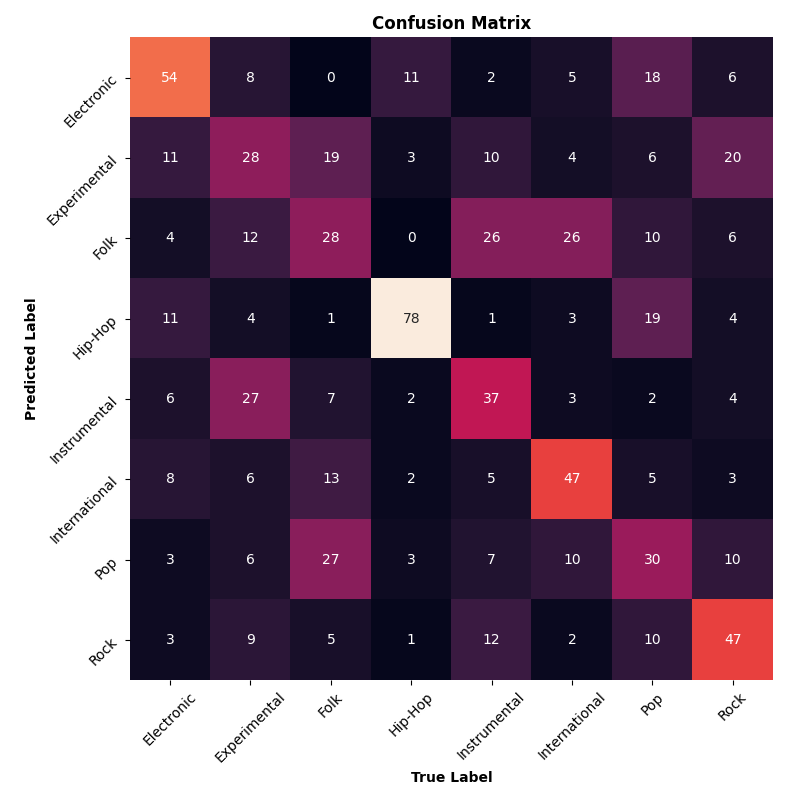 Confusion Matrix
Predicted Label
Electronic 54 8 0 11 2 5 18 6
Experimental 11 28 19 3 10 4 6 20
Folk 4 12 28 0 26 26 10 6
Hip-Hop 11 4 1 78 1 3 19 4
Instrumental 6 27 7 2 37 3 2 4
International 8 6 13 2 5 47 5 3
Pop 3 6 27 3 7 10 30 10
Rock 3 9 5 1 12 2 10 47
Electronic Experimental Folk Hip-Hop Instrumental International Pop Rock
True Label